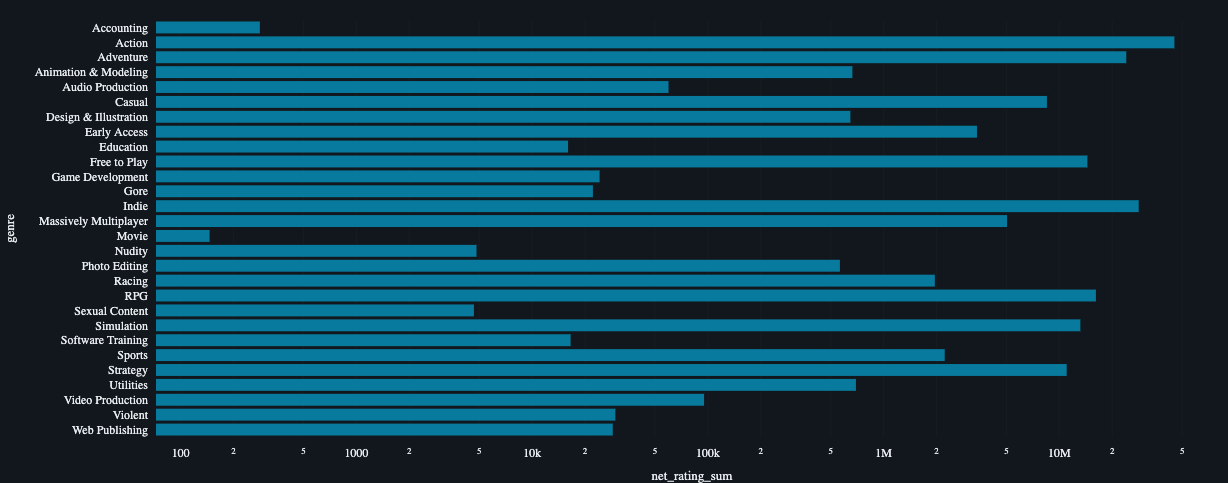 Accounting
Action
Adventure
Animation & Modeling
Audio Production
Casual
Design & Illustration
Early Access
Education
Free to Play
Game Development
Gore
Indie
Massively Multiplayer
Movie
Nudity
Photo Editing
Racing
RPG
Sexual Content
Simulation
Software Training
Sports
Strategy
Utilities
Video Production
Violent
Web Publishing
genre
100 2 5 1000 2 5 10k 2 5 100k 2 5 1M 2 5 10M 2 5
net_rating_sum